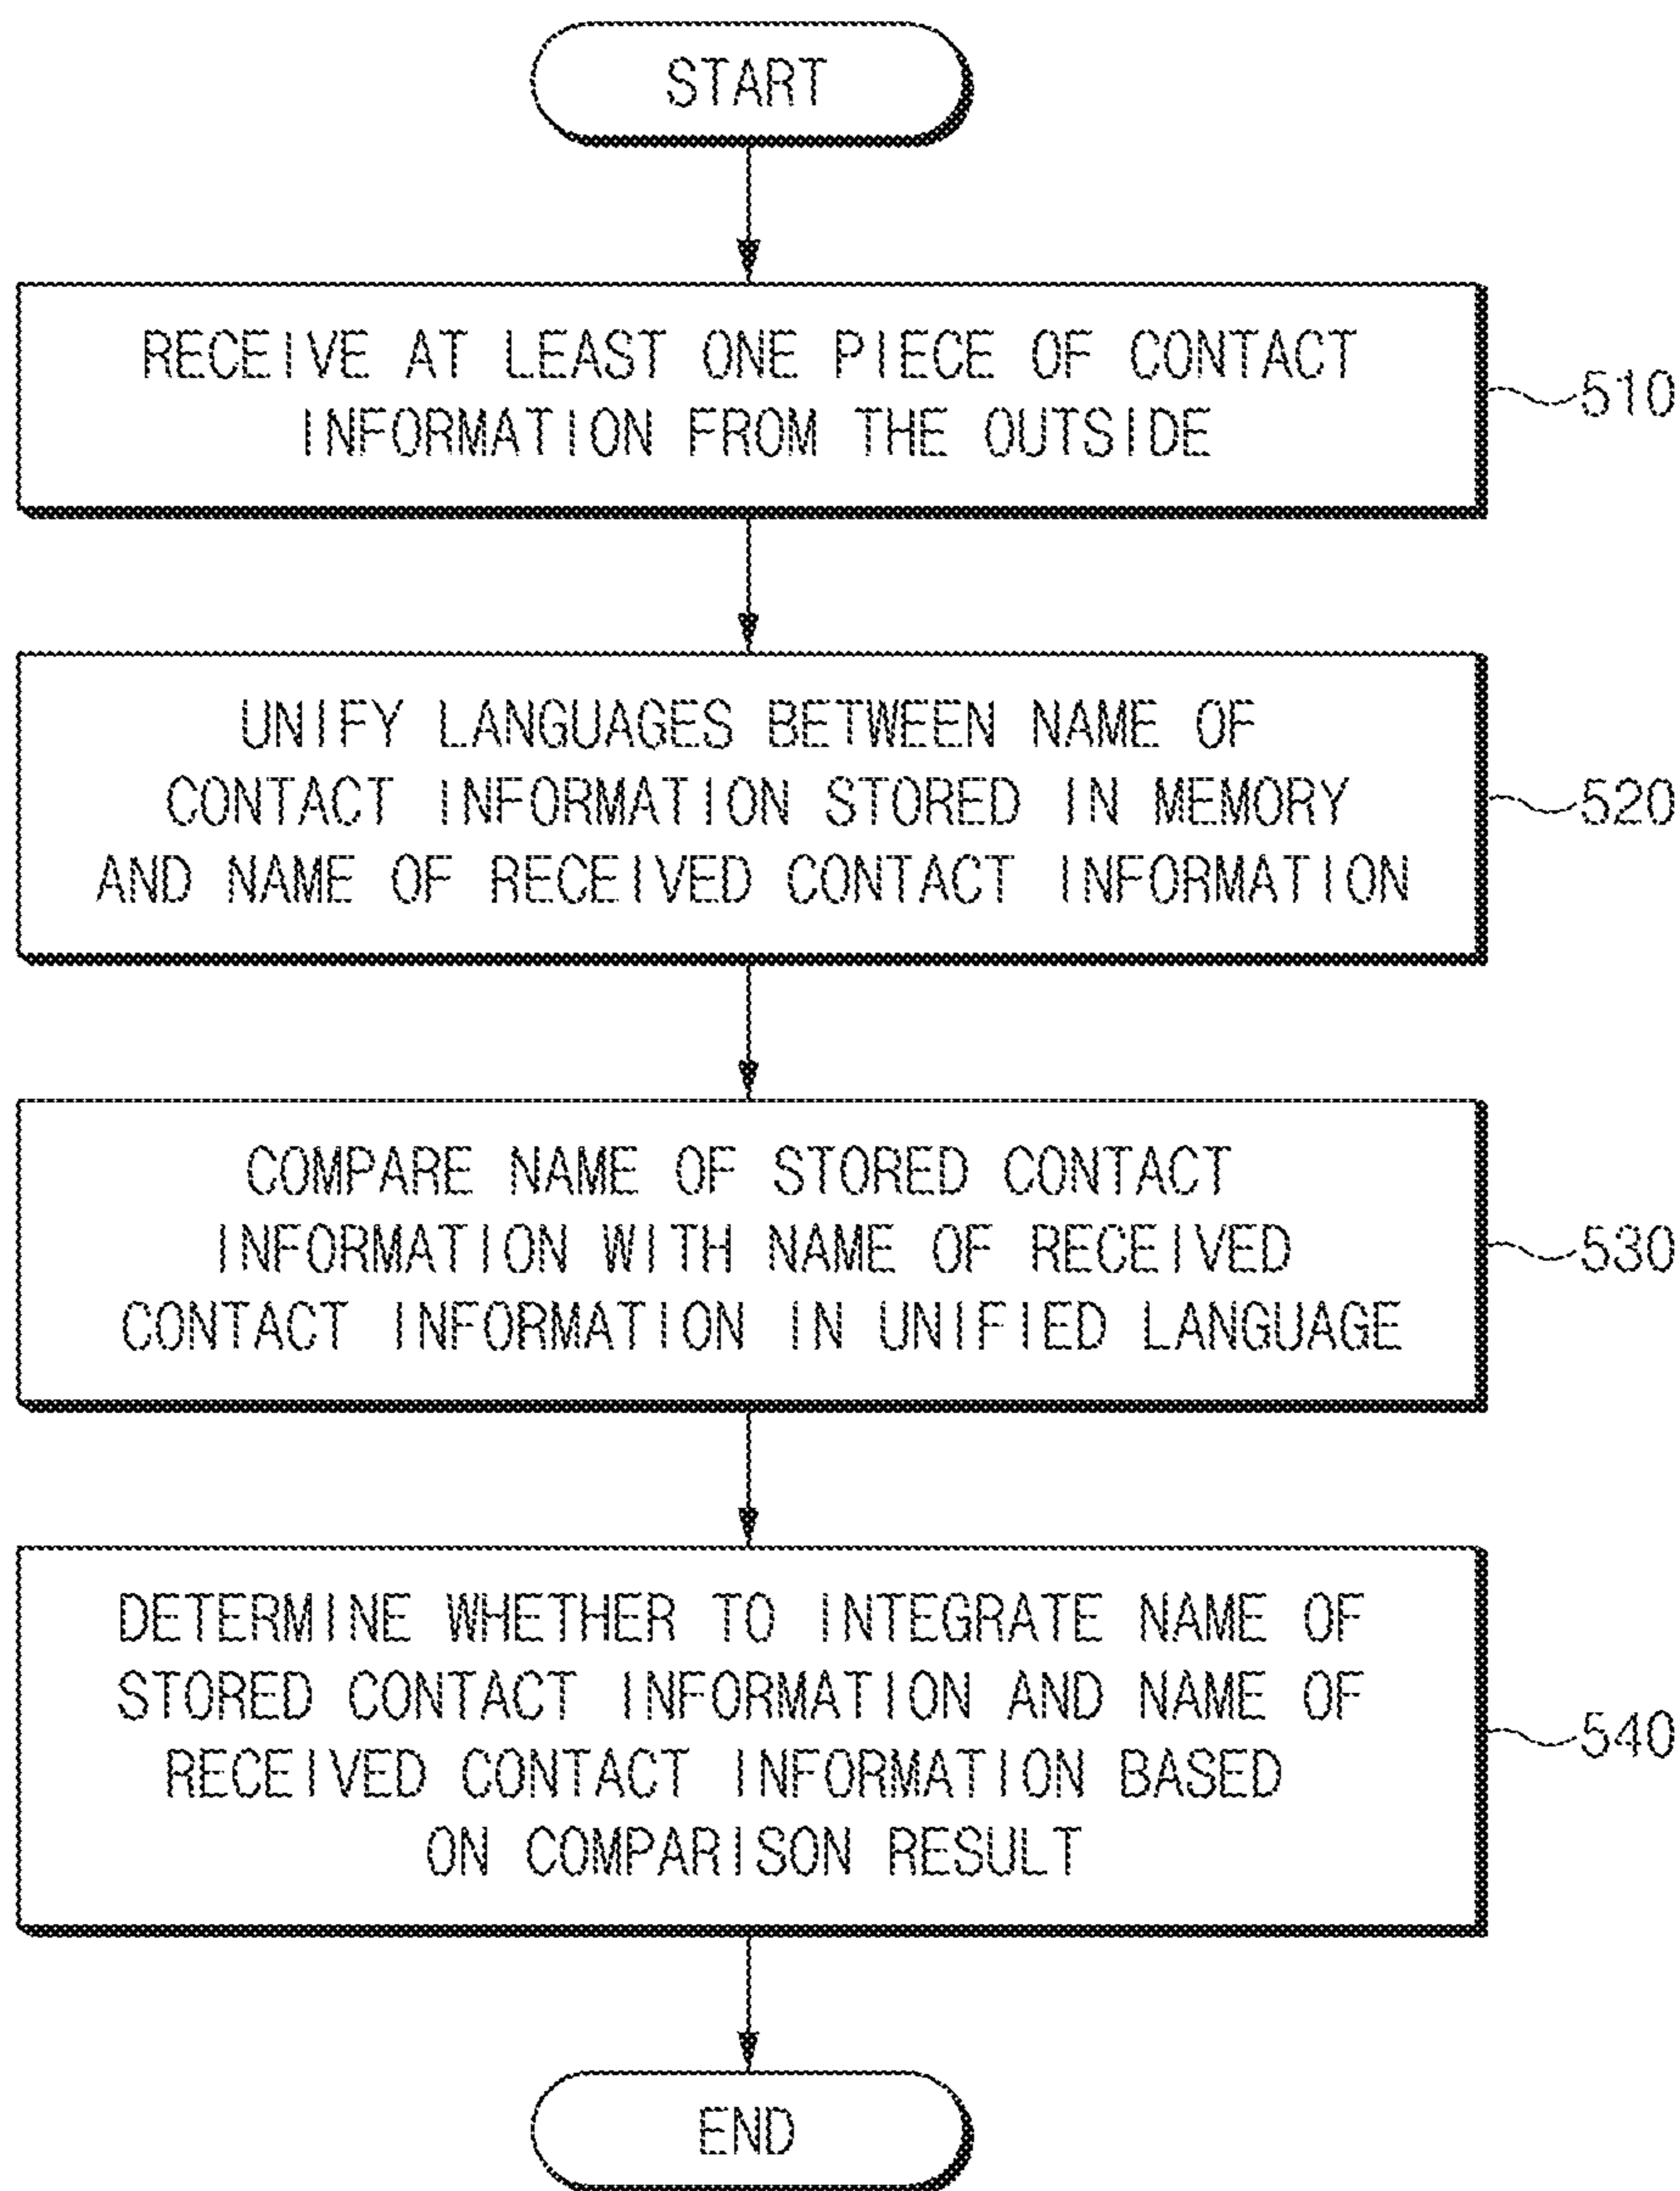 START
RECEIVE AT LEAST ONE PIECE OF CONTACT
INFORMATION FROM THE OUTSIDE
510
UNIFY LANGUAGES BETWEEN NAME OF
CONTACT INFORMATION STORED IN MEMORY
AND NAME OF RECEIVED CONTACT INFORMATION
520
COMPARE NAME OF STORED CONTACT
INFORMATION WITH NAME OF RECEIVED
CONTACT INFORMATION IN UNIFIED LANGUAGE
530
DETERMINE WHETHER TO INTEGRATE NAME OF
STORED CONTACT INFORMATION AND NAME OF
RECEIVED CONTACT INFORMATION BASED
ON COMPARISON RESULT
540
END